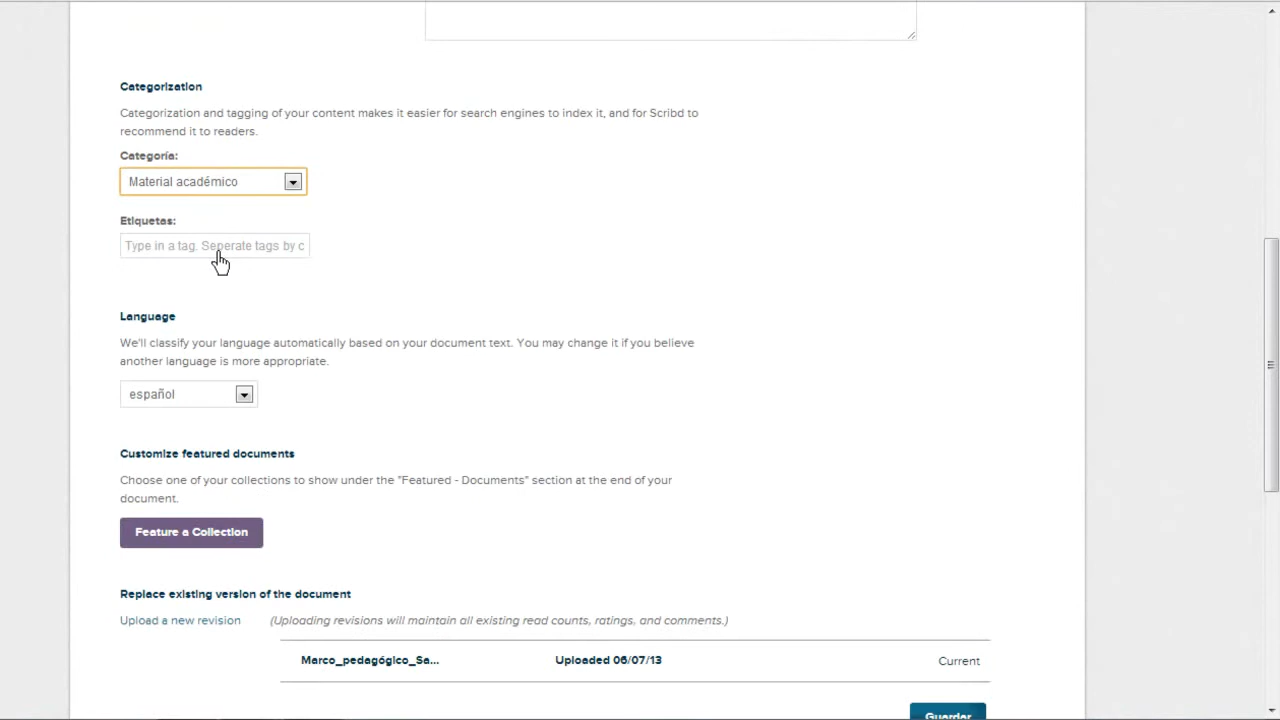 Categorization
Categorization and tagging of your content makes it easier for search engines to index it, and for Scribd to
recommend it to readers.
Categoría:
Material académico
Etiquetas:
Type in a tag. Seperate tags by c
Language
We'll classify your language automatically based on your document text. You may change it if you believe
another language is more appropriate.
español
Customize featured documents
Choose one of your collections to show under the "Featured - Documents" section at the end of your
document.
Feature a Collection
Replace existing version of the document
Upload a new revision (Uploading revisions will maintain all existing read counts, ratings, and comments.)
Marco_pedagógico_Sa... Uploaded 06/07/13 Current
Guardar